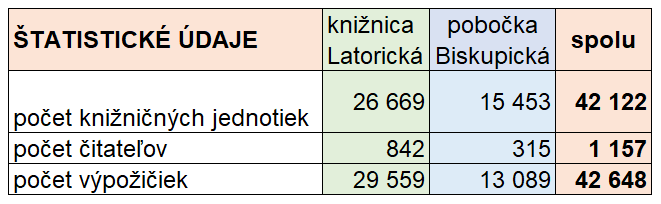 ŠTATISTICKÉ ÚDAJE knižnica Latorická pobočka Biskupická spolu
počet knižničných jednotiek 26 669 15 453 42 122
počet čitateľov 842 315 1 157
počet výpožičiek 29 559 13 089 42 648